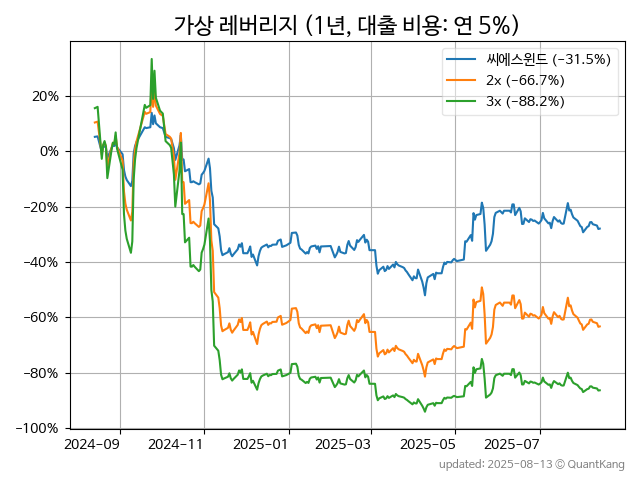 가상 레버리지 (1년, 대출 비용: 연 5%)
씨에스윈드 (-31.5%)
2x (-66.7%)
3x (-88.2%)
20%
0%
-20%
-40%
-60%
-80%
-100%
2024-09 2024-11 2025-01 2025-03 2025-05 2025-07
updated: 2025-08-13 © QuantKang